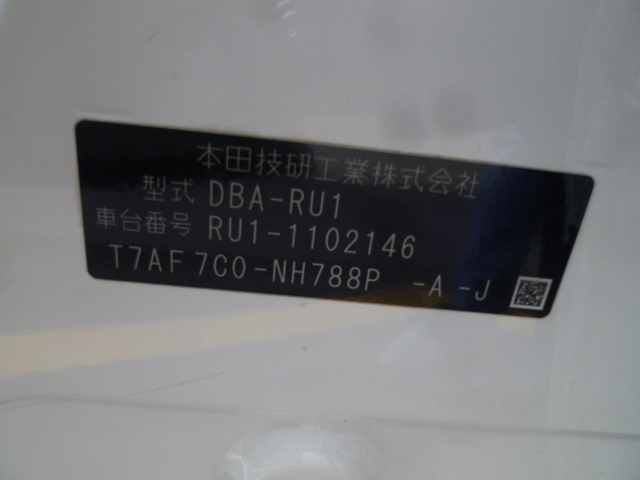 本田技研工業株式会社
型式 DBA-RU1
車台番号 RU1-1102146
T7AF7C0-NH788P -A-J